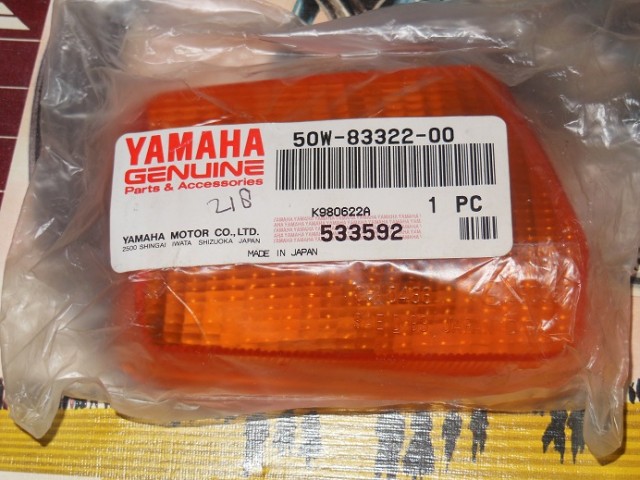 YAMAHA
GENUINE
Parts & Accessories
218
YAMAHA MOTOR CO., LTD.
2500 SHINGAI IWATA SHIZUOKA JAPAN
50W-83322-00
1 PC
K980622A
533592
MADE IN JAPAN